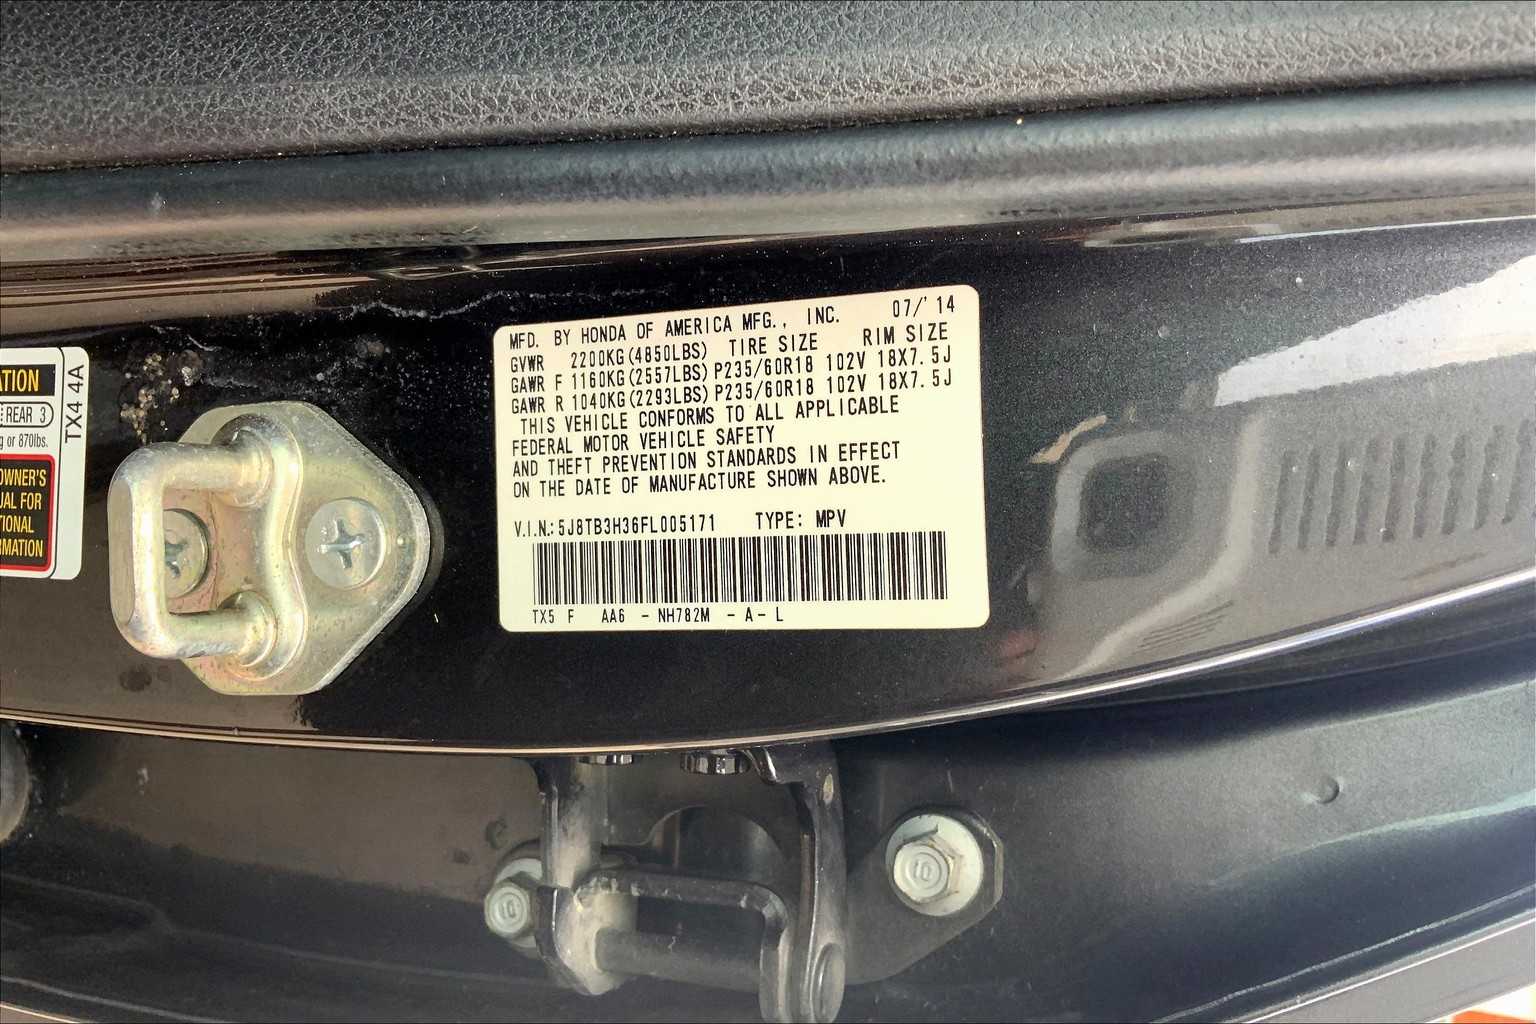 MFD. BY HONDA OF AMERICA MFG., INC. 07/'14
GVWR 2200KG(4850LBS) TIRE SIZE RIM SIZE
GAWR F 1160KG(2557LBS) P235/60R18 102V 18X7.5J
GAWR R 1040KG(2293LBS) P235/60R18 102V 18X7.5J
THIS VEHICLE CONFORMS TO ALL APPLICABLE
FEDERAL MOTOR VEHICLE SAFETY
AND THEFT PREVENTION STANDARDS IN EFFECT
ON THE DATE OF MANUFACTURE SHOWN ABOVE.
V.I.N.: 5J8TB3H36FL005171 TYPE: MPV
TX5 F AA6 - NH782M - A - L
ATION
REAR 3
g or 870lbs.
OWNER'S
UAL FOR
TIONAL
RMATION
TX4 4A
10
10